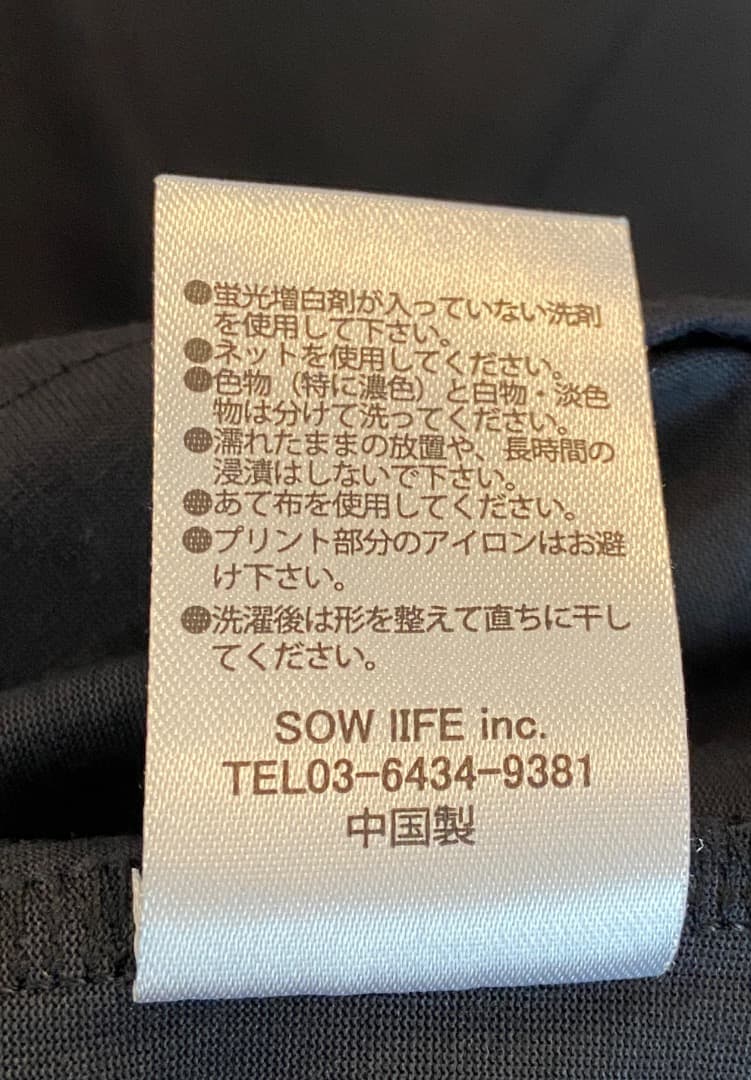 ●蛍光増白剤が入っていない洗剤
を使用して下さい。
●ネットを使用してください。
●色物（特に濃色）と白物・淡色
物は分けて洗ってください。
●濡れたままの放置や、長時間の
浸漬はしないで下さい。
●あて布を使用してください。
●プリント部分のアイロンはお避
け下さい。
●洗濯後は形を整えて直ちに干し
てください。
SOW lIFE inc.
TEL03-6434-9381
中国製